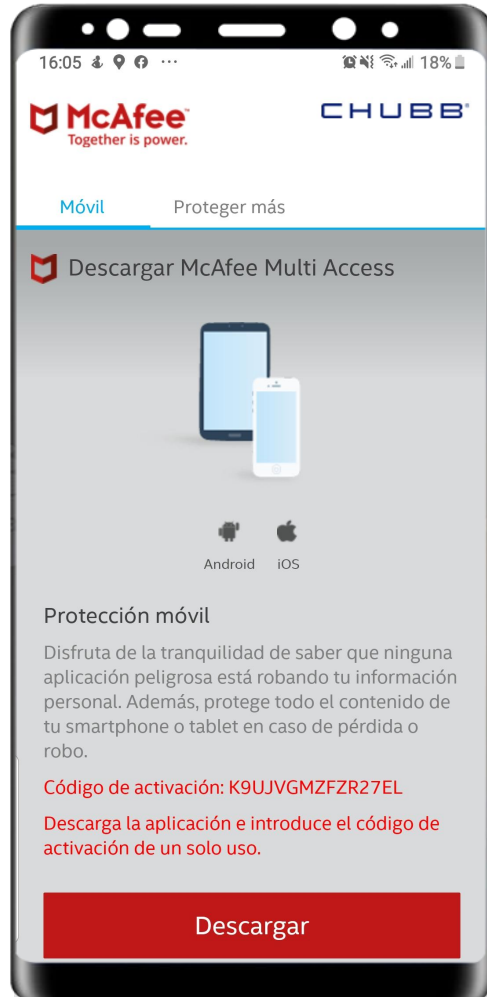 16:05 ... 18%
McAfee™
Together is power.
CHUBB®
Móvil Proteger más
Descargar McAfee Multi Access
Android iOS
Protección móvil
Disfruta de la tranquilidad de saber que ninguna
aplicación peligrosa está robando tu información
personal. Además, protege todo el contenido de
tu smartphone o tablet en caso de pérdida o
robo.
Código de activación: K9UJVGMZFZR27EL
Descarga la aplicación e introduce el código de
activación de un solo uso.
Descargar